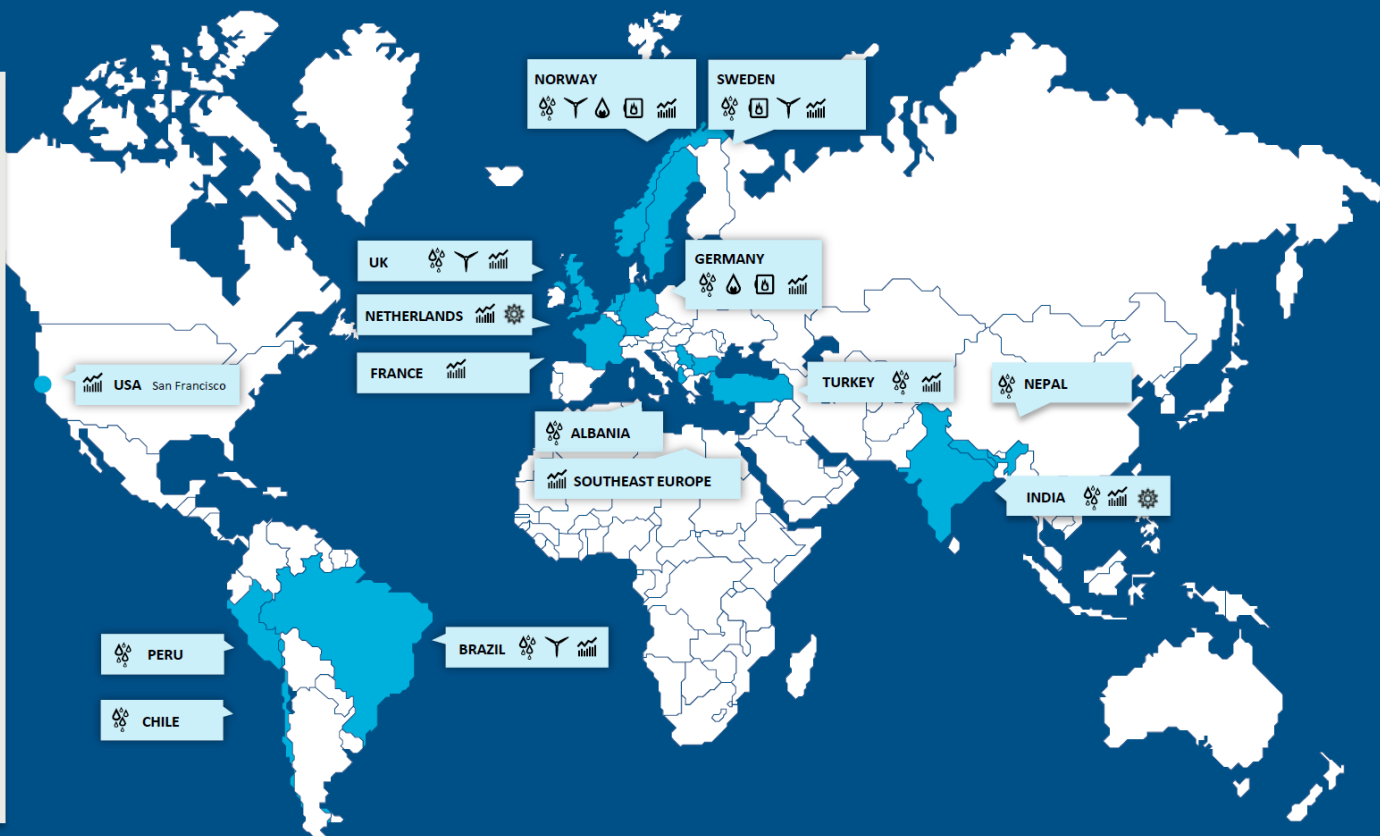 NORWAY
SWEDEN
UK
GERMANY
NETHERLANDS
FRANCE
USA San Francisco
TURKEY
NEPAL
ALBANIA
SOUTHEAST EUROPE
INDIA
PERU
BRAZIL
CHILE